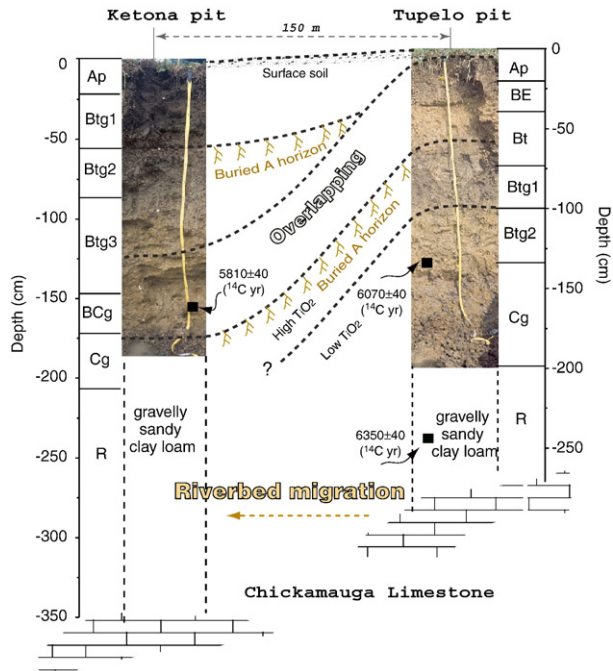 Ketona pit
Tupelo pit
150 m
Surface soil
0
-50
-100
-150
-200
-250
-300
-350
Depth (cm)
Ap
Btg1
Btg2
Btg3
BCg
Cg
R
Buried A horizon
Overlapping
Buried A horizon
High TiO2
Low TiO2
?
5810±40
(14C yr)
6070±40
(14C yr)
6350±40
(14C yr)
0
-50
-100
-150
-200
-250
Depth (cm)
Ap
BE
Bt
Btg1
Btg2
Cg
R
gravelly
sandy
clay loam
gravelly
sandy
clay loam
Riverbed migration
Chickamauga Limestone